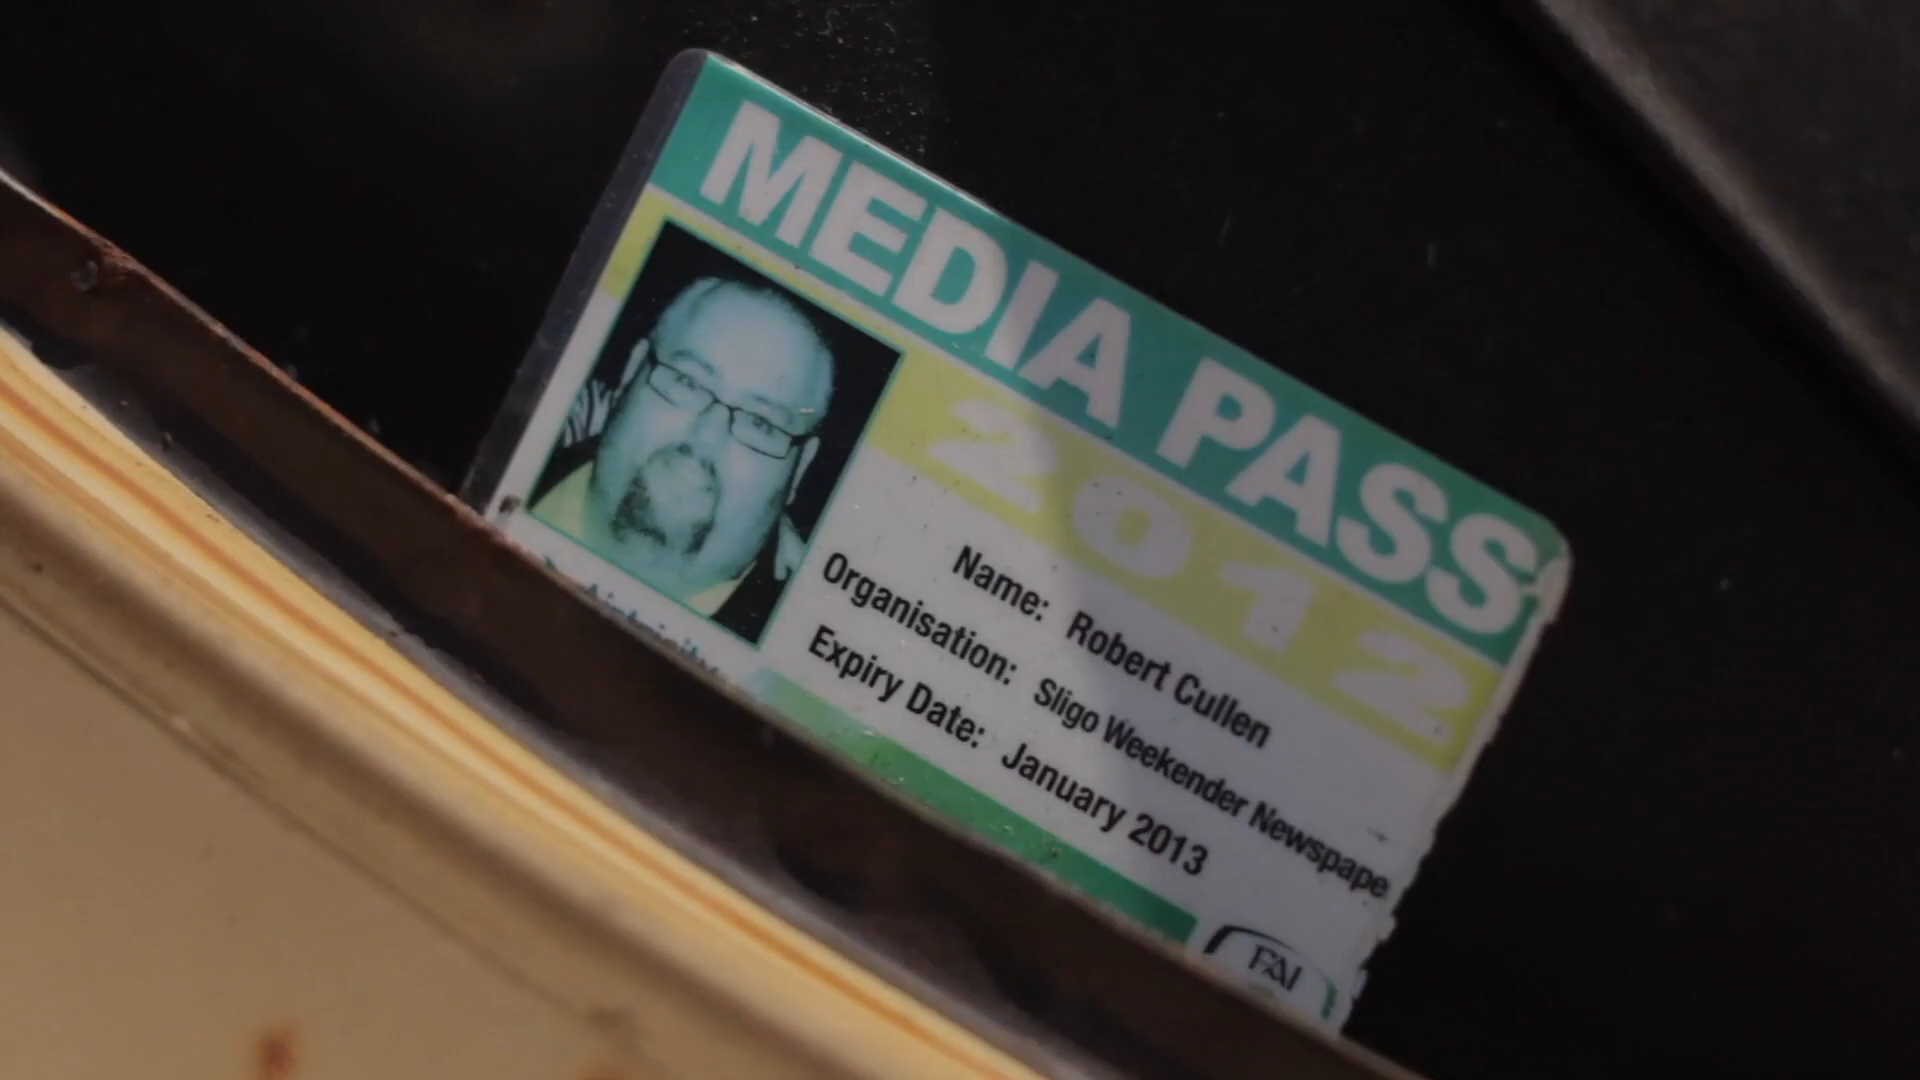 MEDIA PASS
2012
Name: Robert Cullen
Organisation: Sligo Weekender Newspape
Expiry Date: January 2013
FAI